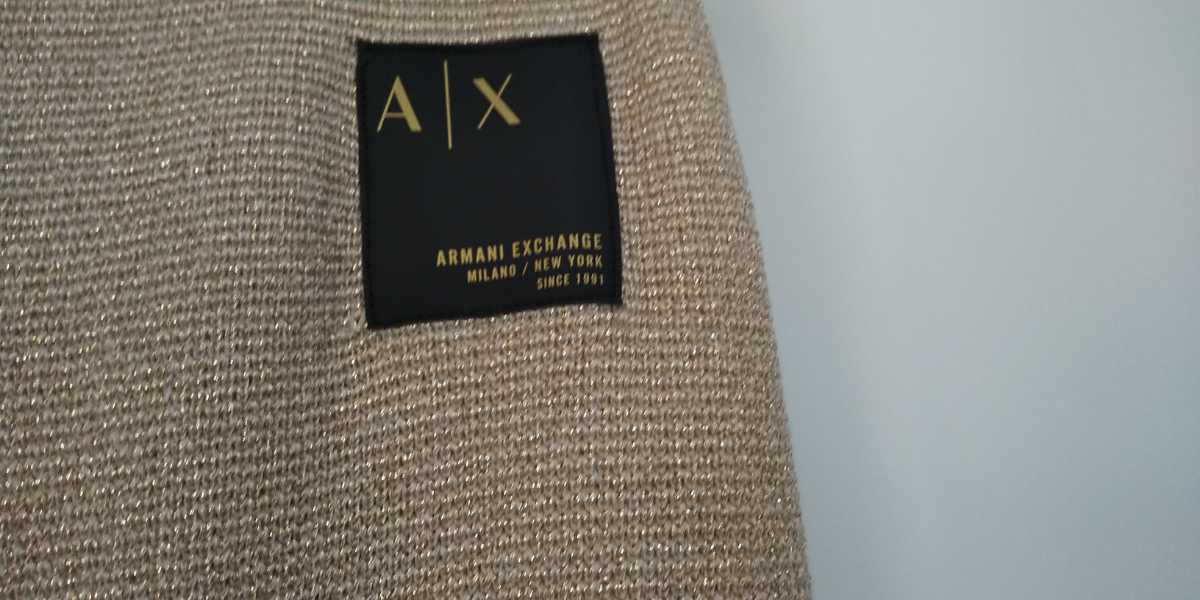 A|X
ARMANI EXCHANGE
MILANO / NEW YORK
SINCE 1991